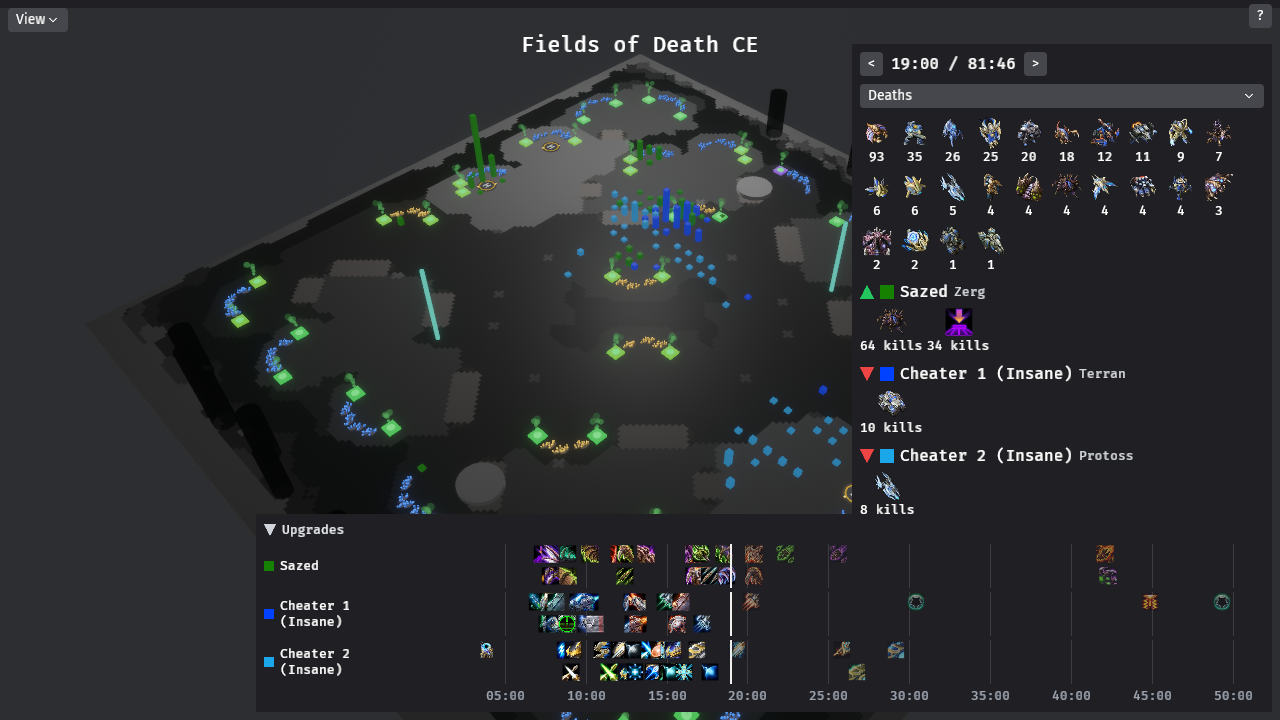 View
?
Fields of Death CE
< 19:00 / 81:46 >
Deaths
93 35 26 25 20 18 12 11 9 7
6 6 5 4 4 4 4 4 4 3
2 2 1 1
Sazed Zerg
64 kills 34 kills
Cheater 1 (Insane) Terran
10 kills
Cheater 2 (Insane) Protoss
8 kills
Upgrades
Sazed
Cheater 1
(Insane)
Cheater 2
(Insane)
05:00 10:00 15:00 20:00 25:00 30:00 35:00 40:00 45:00 50:00